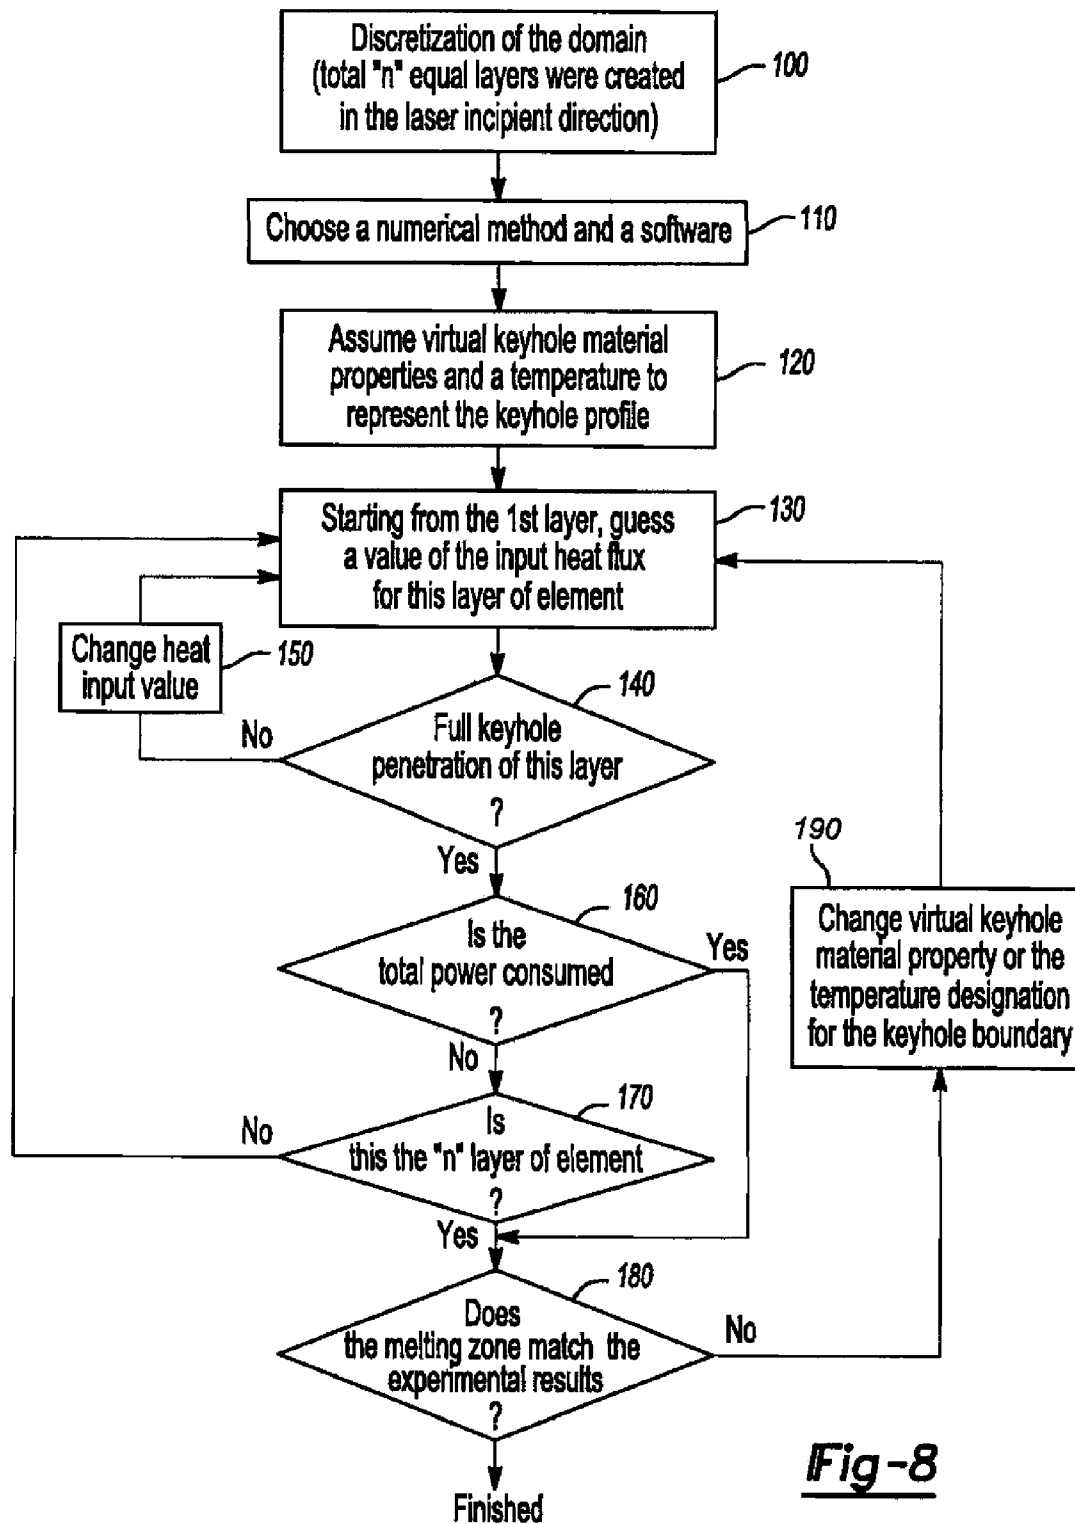 Discretization of the domain
(total "n" equal layers were created
in the laser incipient direction)
100
Choose a numerical method and a software
110
Assume virtual keyhole material
properties and a temperature to
represent the keyhole profile
120
Starting from the 1st layer, guess
a value of the input heat flux
for this layer of element
130
Change heat
input value
150
140
No
Full keyhole
penetration of this layer
?
Yes
160
Is the
total power consumed
?
Yes
No
190
Change virtual keyhole
material property or the
temperature designation
for the keyhole boundary
170
No
Is
this the "n" layer of element
?
Yes
180
Does
the melting zone match the
experimental results
?
No
Finished
Fig-8